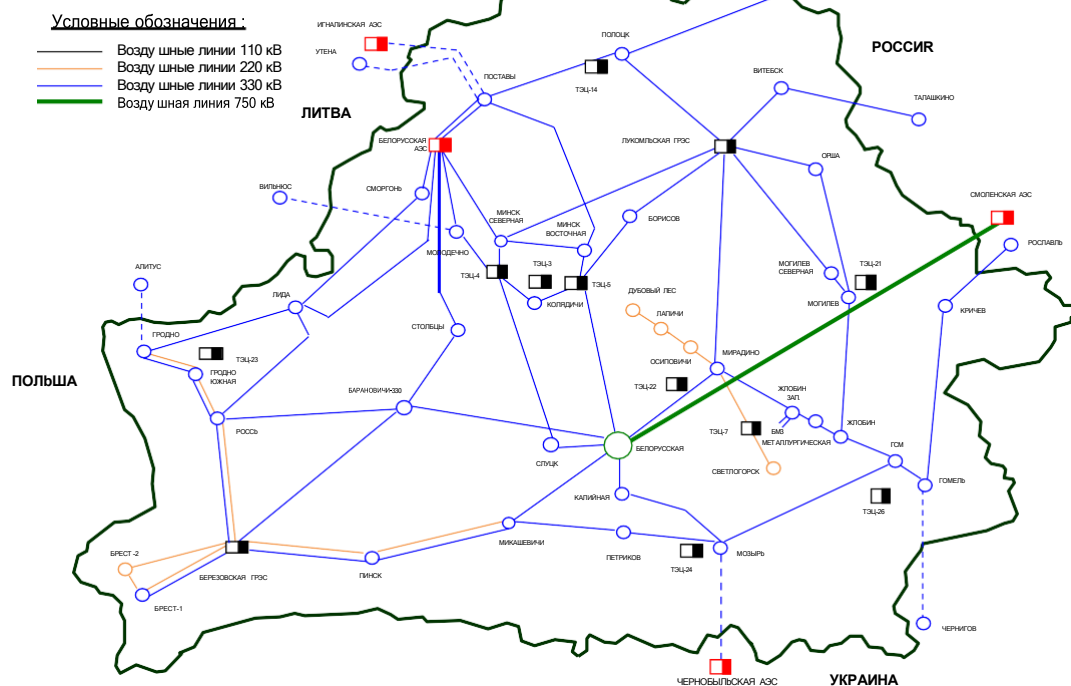 Условные обозначения :
Возду шные линии 110 кВ
Возду шные линии 220 кВ
Возду шные линии 330 кВ
Возду шная линия 750 кВ
ИГНАЛИНСКАЯ АЭС
УТЕНА
ПОЛОЦК
РОССИЯ
ПОСТАВЫ
ТЭЦ-14
ВИТЕБСК
ТАЛАШКИНО
ЛИТВА
БЕЛОРУССКАЯ
АЭС
ЛУКОМЛЬСКАЯ ГРЭС
ОРША
СМОРГОНЬ
ВИЛЬНЮС
СМОЛЕНСКАЯ АЭС
МИНСК
СЕВЕРНАЯ
МИНСК
ВОСТОЧНАЯ
БОРИСОВ
РОСЛАВЛЬ
МОЛОДЕЧНО
ТЭЦ-4
ТЭЦ-3
ТЭЦ-5
МОГИЛЕВ
СЕВЕРНАЯ
ТЭЦ-21
АЛИТУС
ЛИДА
КОЛЯДИЧИ
ДУБОВЫЙ ЛЕС
ЛАПИЧИ
МОГИЛЕВ
КРИЧЕВ
ГРОДНО
ТЭЦ-23
СТОЛБЦЫ
ОСИПОВИЧИ
МИРАДИНО
ПОЛЬША
ГРОДНО
ЮЖНАЯ
БАРАНОВИЧИ-330
ТЭЦ-22
ЖЛОБИН
ЗАП.
РОССЬ
ТЭЦ-7
БМЗ
МЕТАЛЛУРГИЧЕСКАЯ
ЖЛОБИН
СЛУЦК
БЕЛОРУССКАЯ
СВЕТЛОГОРСК
ГСМ
ГОМЕЛЬ
КАЛИЙНАЯ
ТЭЦ-26
МИКАШЕВИЧИ
БРЕСТ -2
БЕРЕЗОВСКАЯ ГРЭС
ПИНСК
ПЕТРИКОВ
ТЭЦ-24
МОЗЫРЬ
БРЕСТ-1
ЧЕРНИГОВ
ЧЕРНОБЫЛЬСКАЯ АЭС
УКРАИНА